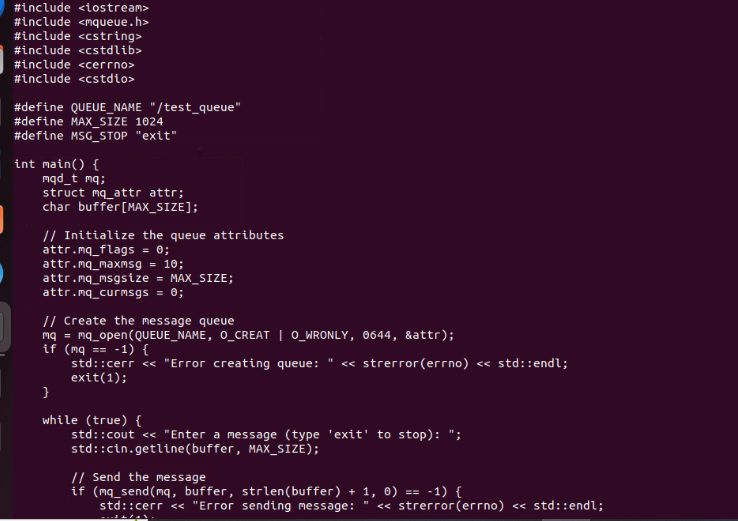 #include <iostream>
#include <mqueue.h>
#include <cstring>
#include <cstdlib>
#include <cerrno>
#include <cstdio>

#define QUEUE_NAME "/test_queue"
#define MAX_SIZE 1024
#define MSG_STOP "exit"

int main() {
    mqd_t mq;
    struct mq_attr attr;
    char buffer[MAX_SIZE];

    // Initialize the queue attributes
    attr.mq_flags = 0;
    attr.mq_maxmsg = 10;
    attr.mq_msgsize = MAX_SIZE;
    attr.mq_curmsgs = 0;

    // Create the message queue
    mq = mq_open(QUEUE_NAME, O_CREAT | O_WRONLY, 0644, &attr);
    if (mq == -1) {
        std::cerr << "Error creating queue: " << strerror(errno) << std::endl;
        exit(1);
    }

    while (true) {
        std::cout << "Enter a message (type 'exit' to stop): ";
        std::cin.getline(buffer, MAX_SIZE);

        // Send the message
        if (mq_send(mq, buffer, strlen(buffer) + 1, 0) == -1) {
            std::cerr << "Error sending message: " << strerror(errno) << std::endl;